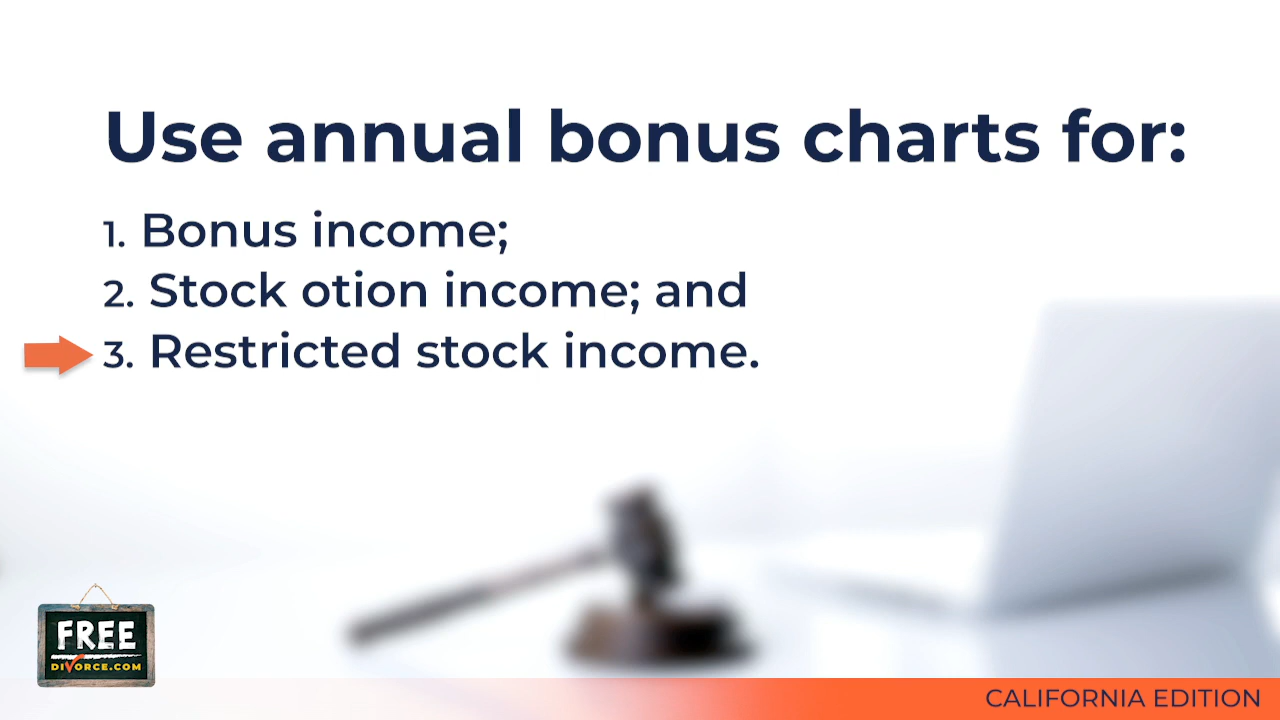 Use annual bonus charts for:
1. Bonus income;
2. Stock otion income; and
3. Restricted stock income.
FREE
DIVORCE.COM
CALIFORNIA EDITION